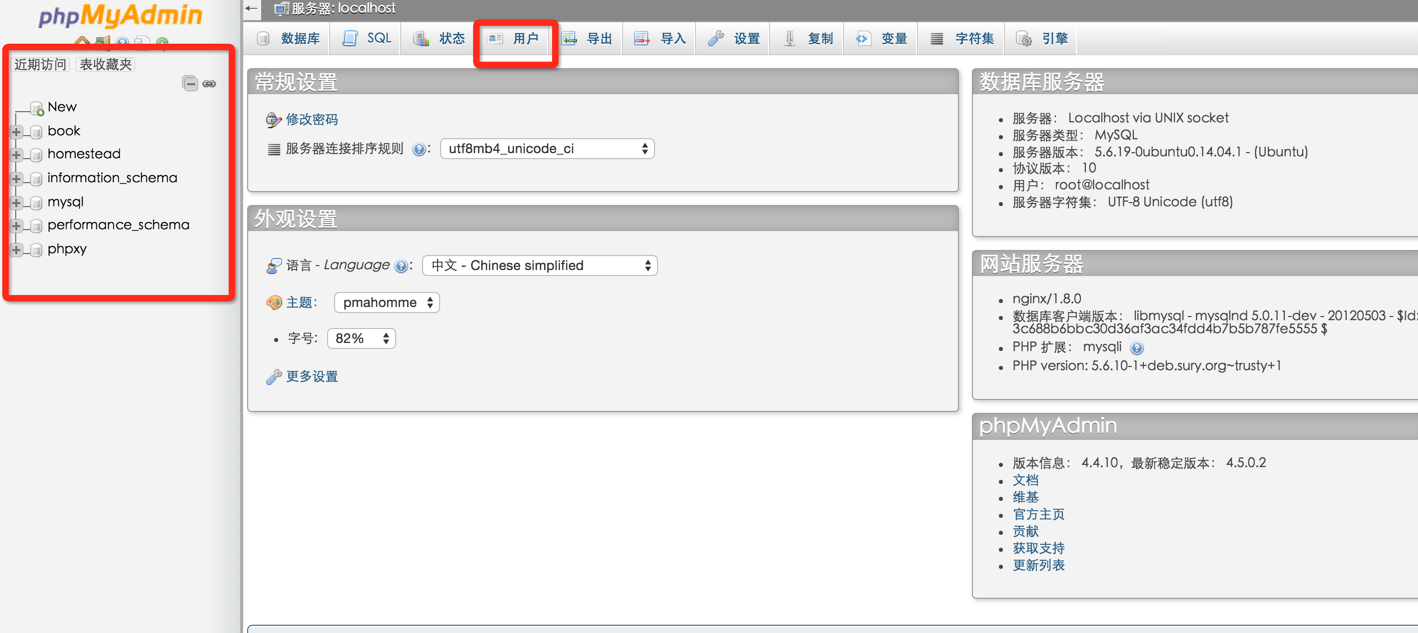 phpMyAdmin
近期访问 表收藏夹
New
book
homestead
information_schema
mysql
performance_schema
phpxy
服务器: localhost
数据库 SQL 状态 用户 导出 导入 设置 复制 变量 字符集 引擎
常规设置
修改密码
服务器连接排序规则 : utf8mb4_unicode_ci
外观设置
语言 - Language : 中文 - Chinese simplified
主题: pmahomme
字号: 82%
更多设置
数据库服务器
服务器: Localhost via UNIX socket
服务器类型: MySQL
服务器版本: 5.6.19-0ubuntu0.14.04.1 - (Ubuntu)
协议版本: 10
用户: root@localhost
服务器字符集: UTF-8 Unicode (utf8)
网站服务器
nginx/1.8.0
数据库客户端版本: libmysql - mysqlnd 5.0.11-dev - 20120503 - $Id:
3c688b6bbc30d36af3ac34fdd4b7b5b787fe5555 $
PHP 扩展: mysqli
PHP version: 5.6.10-1+deb.sury.org~trusty+1
phpMyAdmin
版本信息: 4.4.10，最新稳定版本: 4.5.0.2
文档
维基
官方主页
贡献
获取支持
更新列表